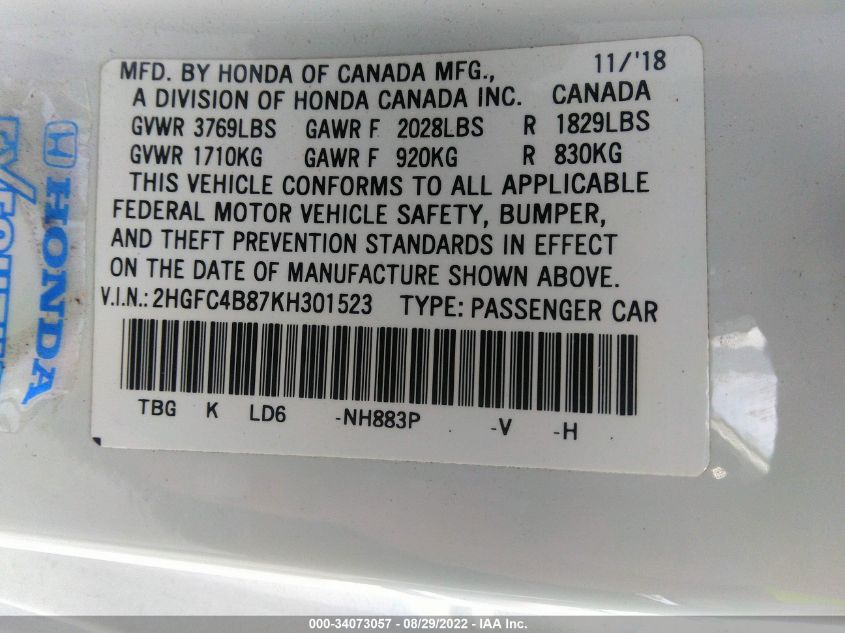 MFD. BY HONDA OF CANADA MFG., 11/'18
A DIVISION OF HONDA CANADA INC. CANADA
GVWR 3769LBS GAWR F 2028LBS R 1829LBS
GVWR 1710KG GAWR F 920KG R 830KG
THIS VEHICLE CONFORMS TO ALL APPLICABLE
FEDERAL MOTOR VEHICLE SAFETY, BUMPER,
AND THEFT PREVENTION STANDARDS IN EFFECT
ON THE DATE OF MANUFACTURE SHOWN ABOVE.
V.I.N.: 2HGFC4B87KH301523 TYPE: PASSENGER CAR
TBG K LD6 -NH883P -V -H
HONDA
000-34073057 - 08/29/2022 - IAA Inc.